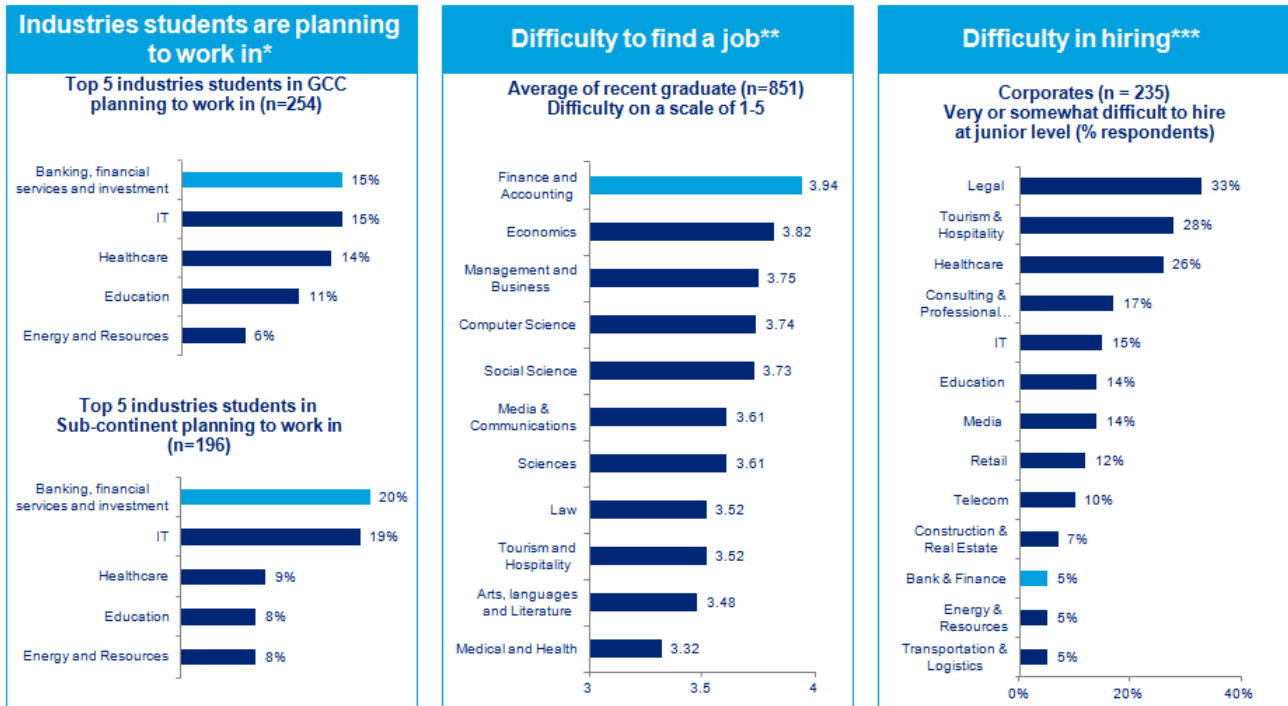 Industries students are planning
to work in*
Top 5 industries students in GCC
planning to work in (n=254)
Banking, financial
services and investment
15%
IT
15%
Healthcare
14%
Education
11%
Energy and Resources
6%
Top 5 industries students in
Sub-continent planning to work in
(n=196)
Banking, financial
services and investment
20%
IT
19%
Healthcare
9%
Education
8%
Energy and Resources
8%
Difficulty to find a job**
Average of recent graduate (n=851)
Difficulty on a scale of 1-5
Finance and
Accounting
3.94
Economics
3.82
Management and
Business
3.75
Computer Science
3.74
Social Science
3.73
Media &
Communications
3.61
Sciences
3.61
Law
3.52
Tourism and
Hospitality
3.52
Arts, languages
and Literature
3.48
Medical and Health
3.32
3
3.5
4
Difficulty in hiring***
Corporates (n = 235)
Very or somewhat difficult to hire
at junior level (% respondents)
Legal
33%
Tourism &
Hospitality
28%
Healthcare
26%
Consulting &
Professional...
17%
IT
15%
Education
14%
Media
14%
Retail
12%
Telecom
10%
Construction &
Real Estate
7%
Bank & Finance
5%
Energy &
Resources
5%
Transportation &
Logistics
5%
0%
20%
40%